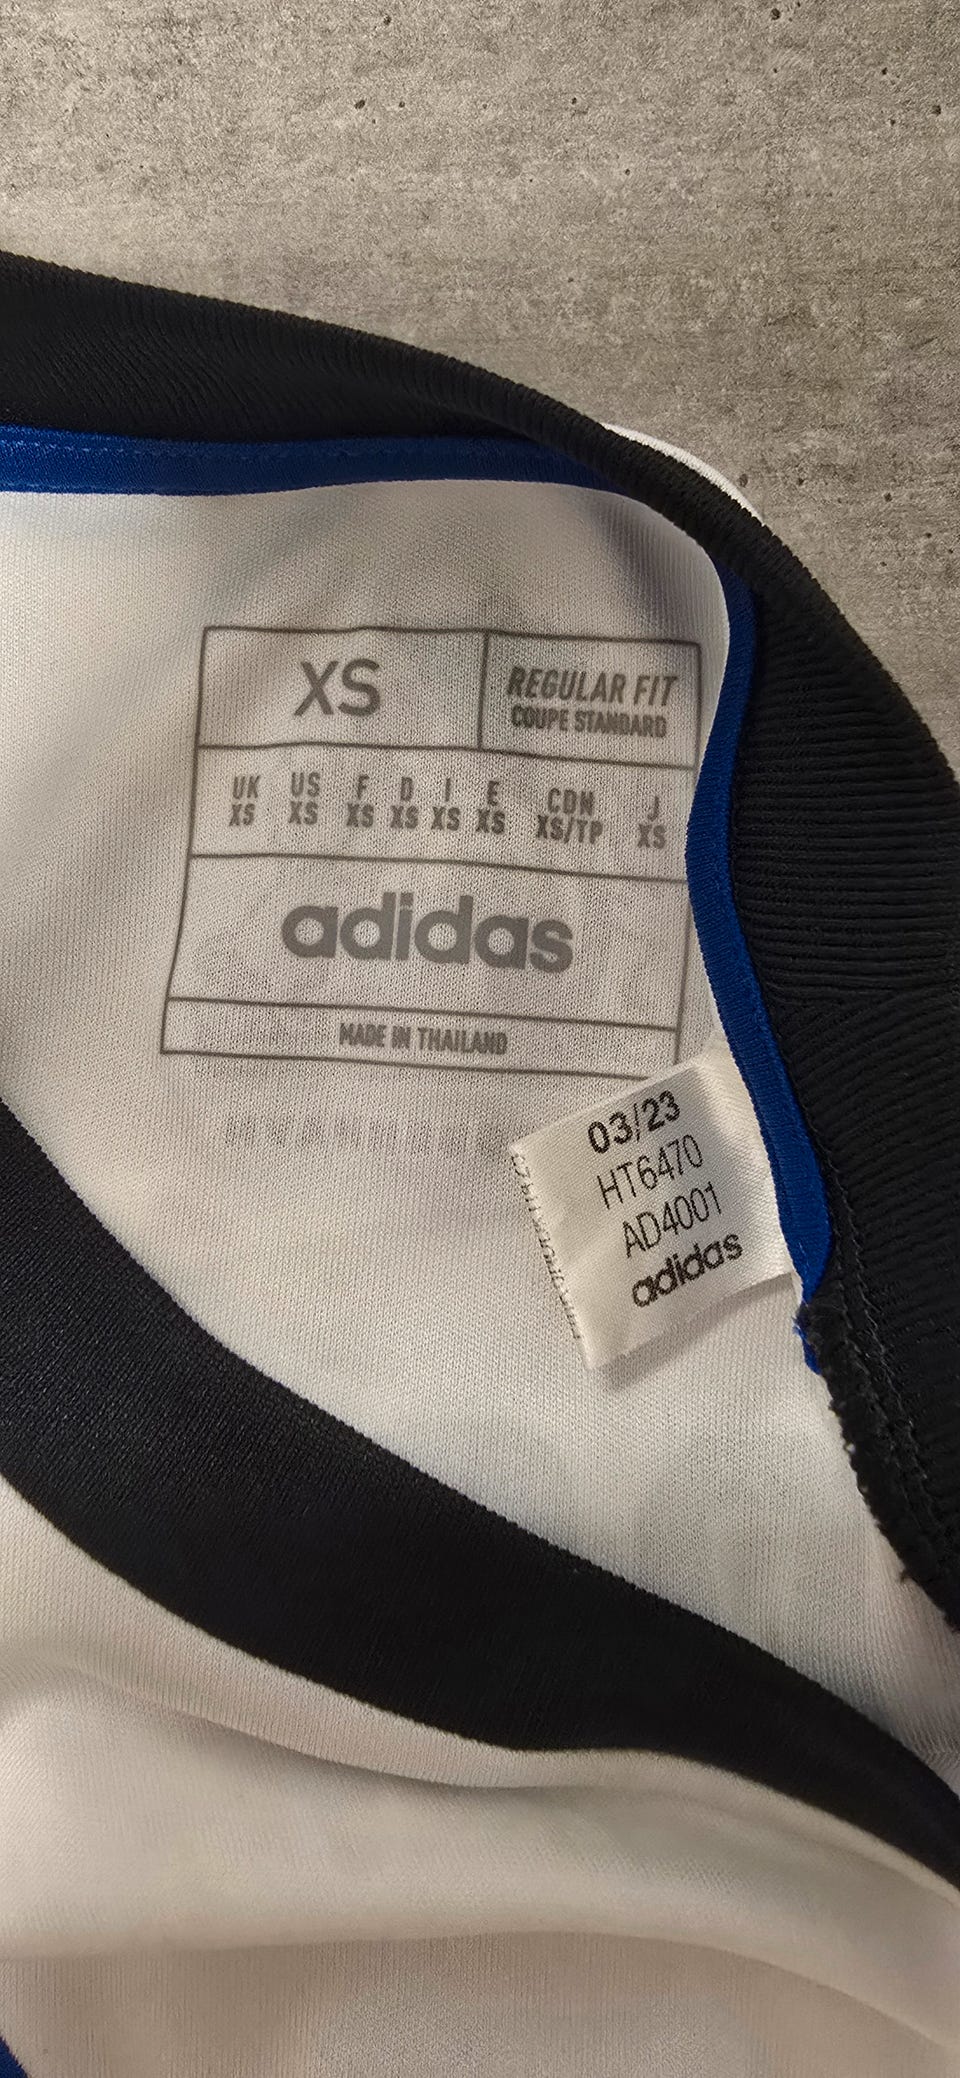 XS
REGULAR FIT
COUPE STANDARD
UK US F D I E CDN J
XS XS XS XS XS XS XS/TP XS
adidas
MADE IN THAILAND
03/23
HT6470
AD4001
adidas